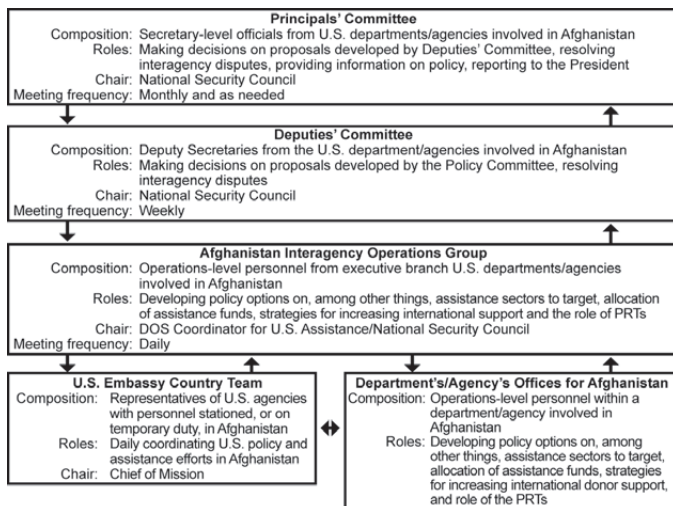 Principals' Committee
Composition: Secretary-level officials from U.S. departments/agencies involved in Afghanistan
Roles: Making decisions on proposals developed by Deputies' Committee, resolving
interagency disputes, providing information on policy, reporting to the President
Chair: National Security Council
Meeting frequency: Monthly and as needed
Deputies' Committee
Composition: Deputy Secretaries from the U.S. department/agencies involved in Afghanistan
Roles: Making decisions on proposals developed by the Policy Committee, resolving
interagency disputes
Chair: National Security Council
Meeting frequency: Weekly
Afghanistan Interagency Operations Group
Composition: Operations-level personnel from executive branch U.S. departments/agencies
involved in Afghanistan
Roles: Developing policy options on, among other things, assistance sectors to target, allocation
of assistance funds, strategies for increasing international support and the role of PRTs
Chair: DOS Coordinator for U.S. Assistance/National Security Council
Meeting frequency: Daily
U.S. Embassy Country Team
Composition: Representatives of U.S. agencies
with personnel stationed, or on
temporary duty, in Afghanistan
Roles: Daily coordinating U.S. policy and
assistance efforts in Afghanistan
Chair: Chief of Mission
Department's/Agency's Offices for Afghanistan
Composition: Operations-level personnel within a
department/agency involved in
Afghanistan
Roles: Developing policy options on, among
other things, assistance sectors to target,
allocation of assistance funds, strategies
for increasing international donor support,
and role of the PRTs